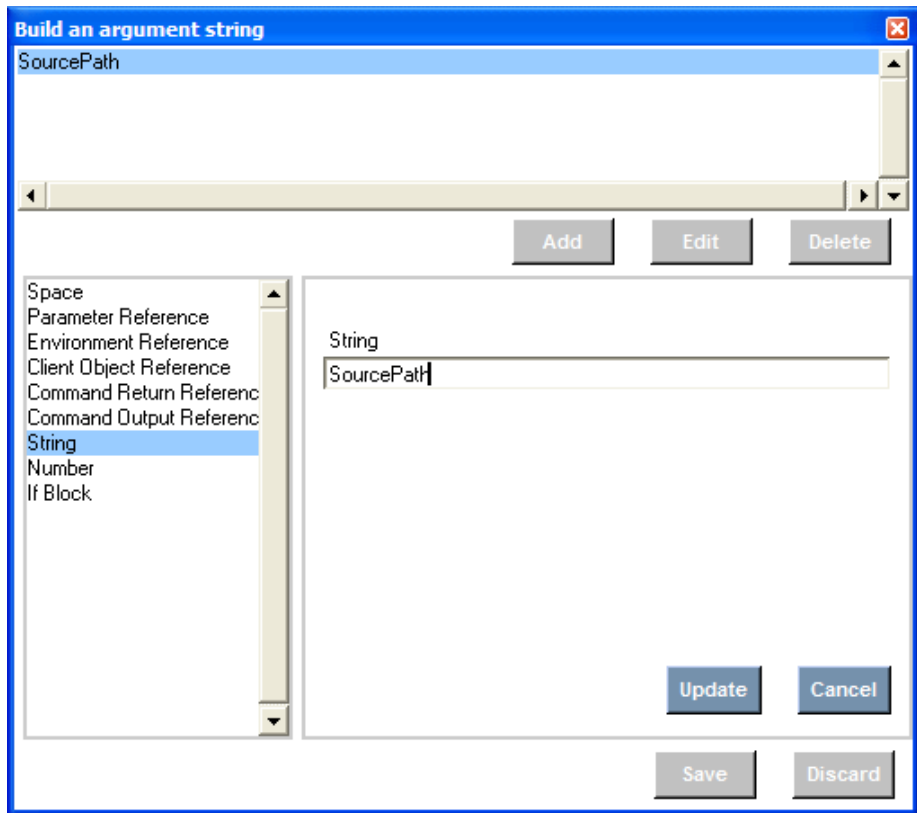 Build an argument string
SourcePath
Add Edit Delete
Space
Parameter Reference
Environment Reference
Client Object Reference
Command Return Referenc
Command Output Referenc
String
Number
If Block
String
SourcePath
Update Cancel
Save Discard